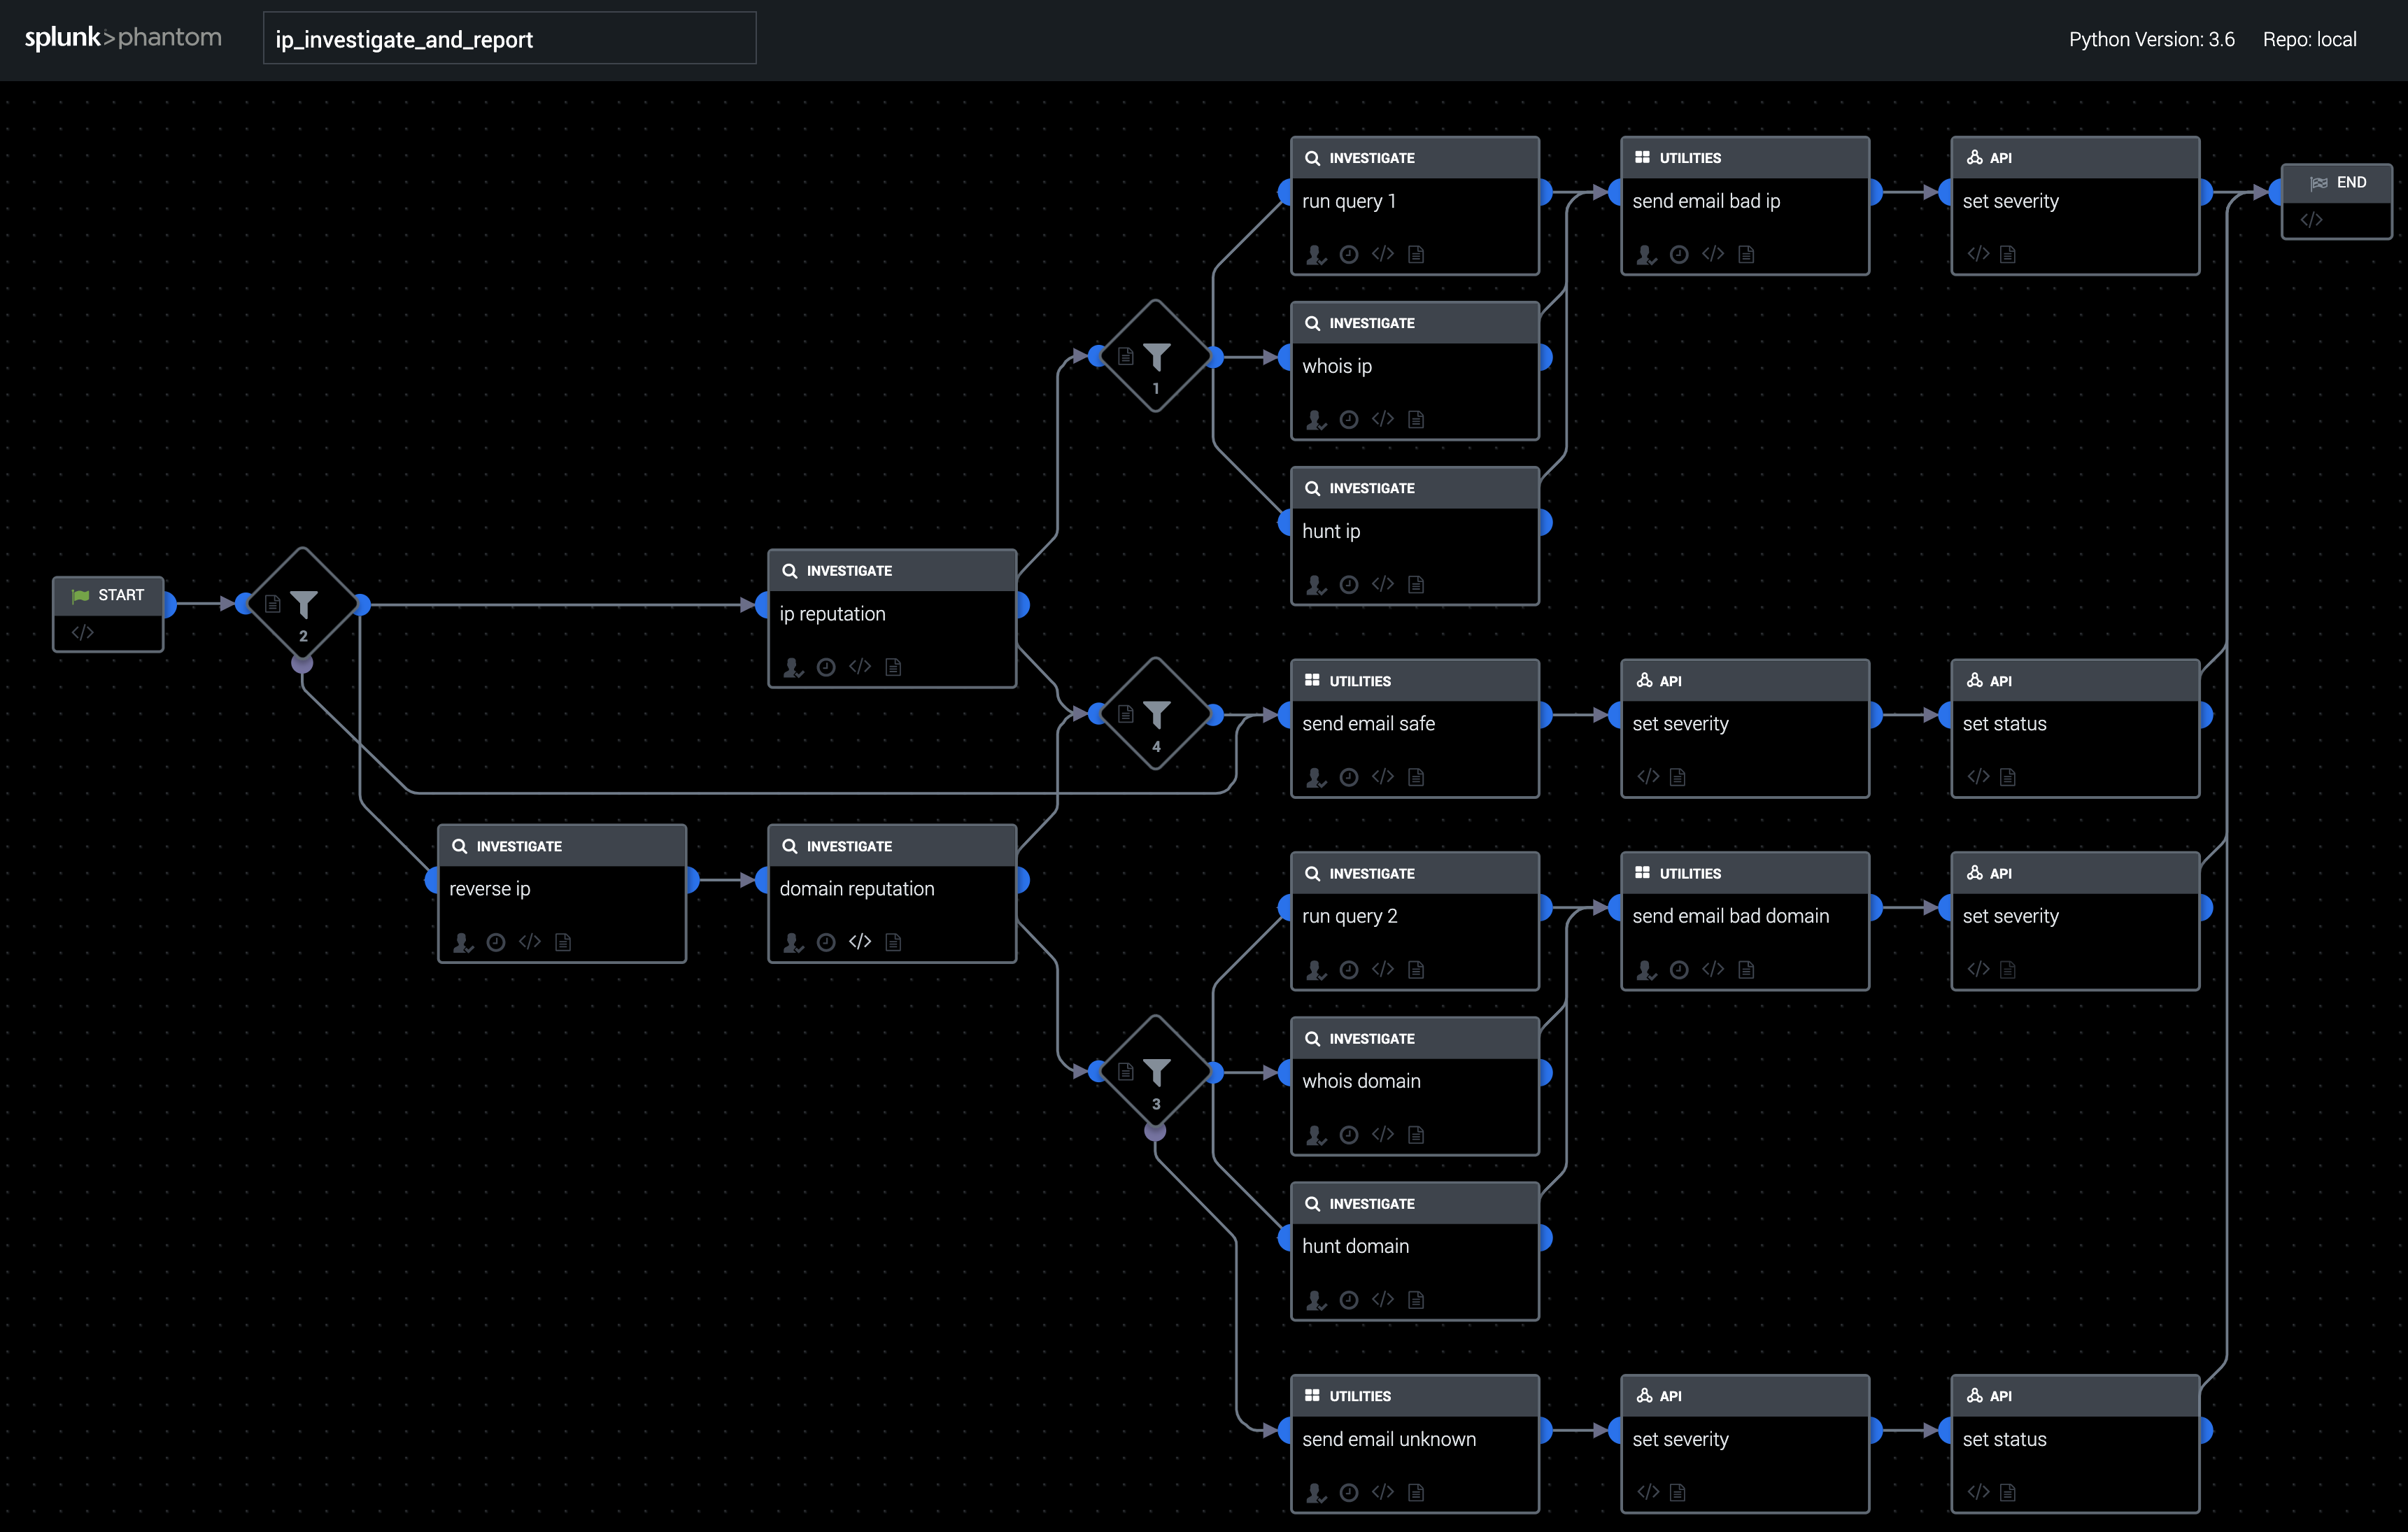 splunk>phantom
ip_investigate_and_report
Python Version: 3.6
Repo: local
INVESTIGATE
run query 1
UTILITIES
send email bad ip
API
set severity
END
INVESTIGATE
whois ip
1
INVESTIGATE
hunt ip
START
2
INVESTIGATE
ip reputation
4
UTILITIES
send email safe
API
set severity
API
set status
INVESTIGATE
reverse ip
INVESTIGATE
domain reputation
INVESTIGATE
run query 2
UTILITIES
send email bad domain
API
set severity
3
INVESTIGATE
whois domain
INVESTIGATE
hunt domain
UTILITIES
send email unknown
API
set severity
API
set status